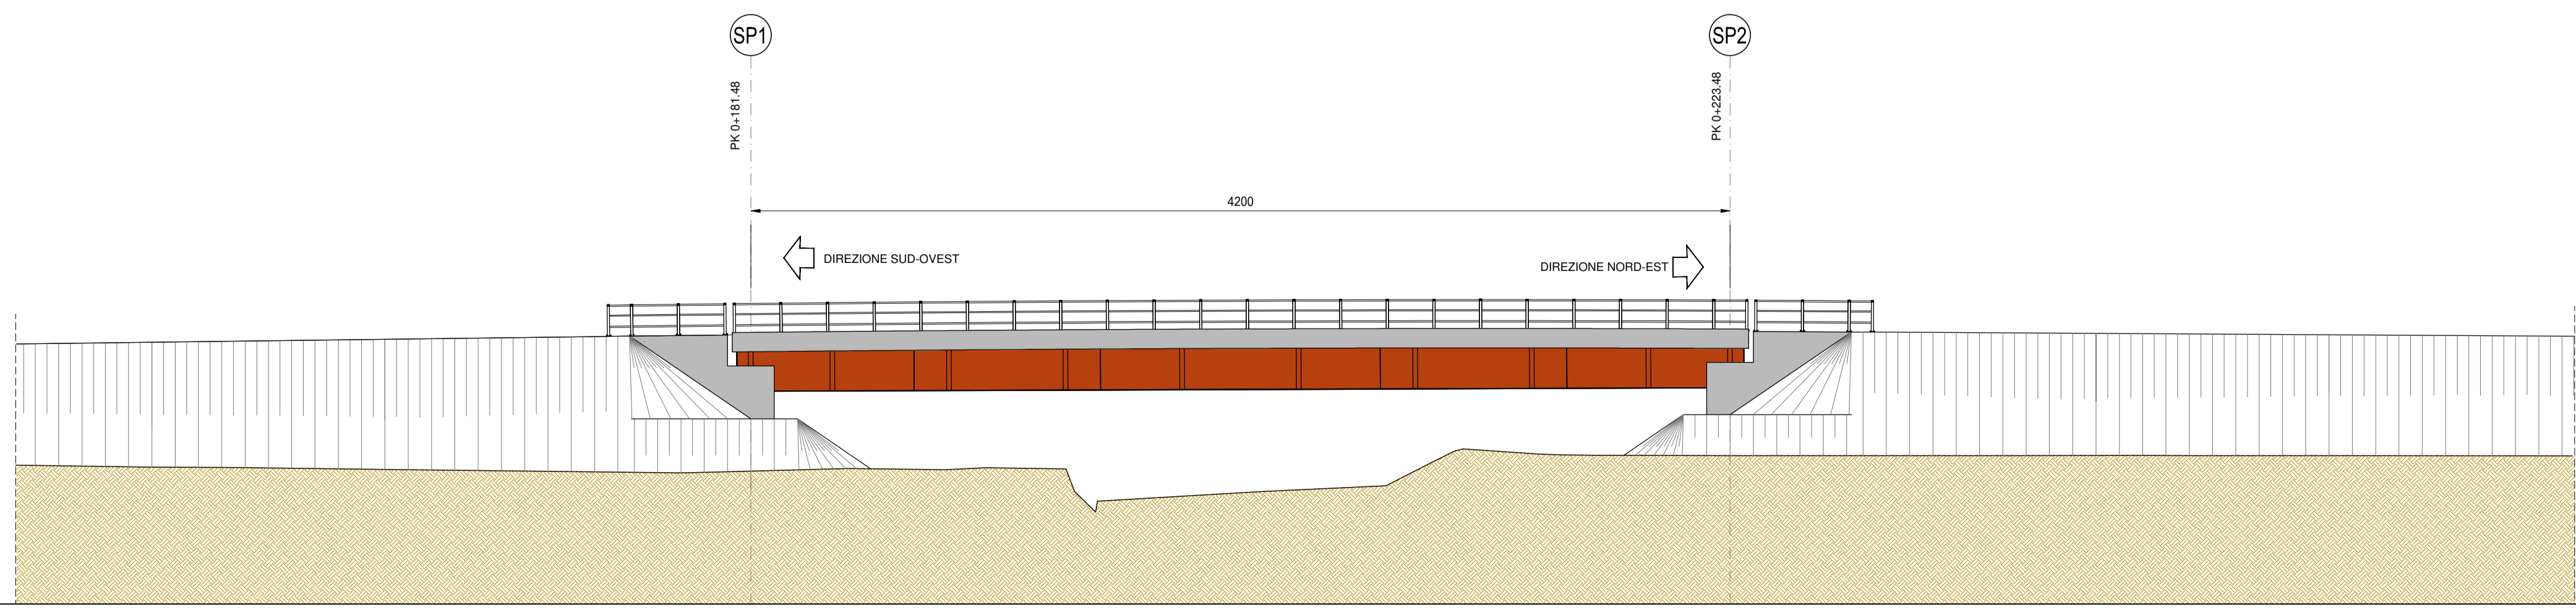 SP1
SP2
PK 0+181.48
PK 0+223.48
4200
DIREZIONE SUD-OVEST
DIREZIONE NORD-EST